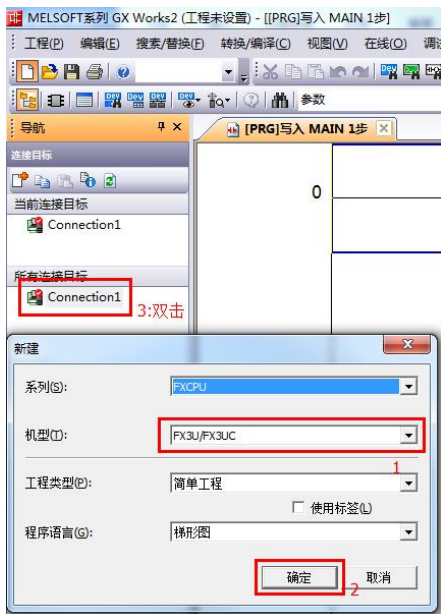 MELSOFT系列 GX Works2 (工程未设置) - [[PRG]写入 MAIN 1步]
工程(P) 编辑(E) 搜索/替换(F) 转换/编译(C) 视图(V) 在线(O) 调试
参数
导航
[PRG]写入 MAIN 1步
连接目标
当前连接目标
Connection1
0
所有连接目标
Connection1
3:双击
新建
系列(S): FXCPU
机型(T): FX3U/FX3UC
1
工程类型(P): 简单工程
使用标签(L)
程序语言(G): 梯形图
确定 取消
2